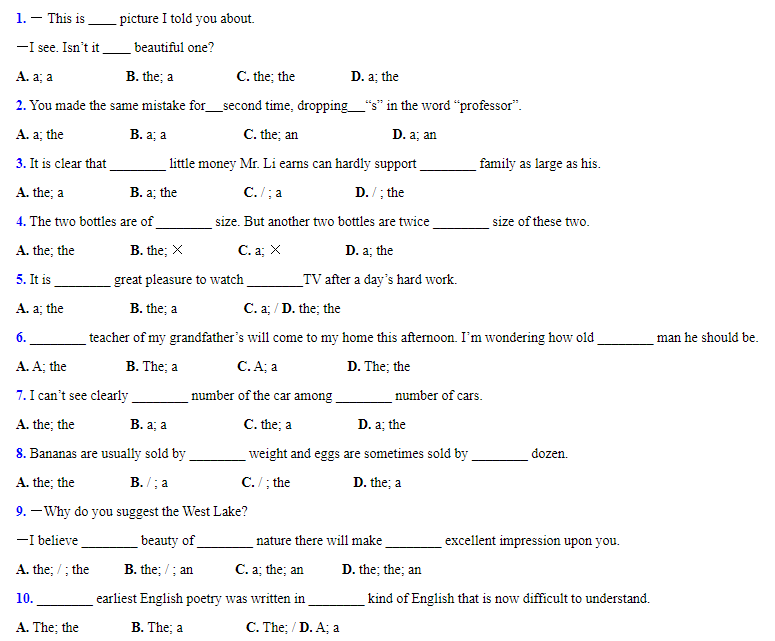 1. — This is ____ picture I told you about.
—I see. Isn’t it ____ beautiful one?
A. a; a B. the; a C. the; the D. a; the
2. You made the same mistake for__second time, dropping__“s” in the word “professor”.
A. a; the B. a; a C. the; an D. a; an
3. It is clear that ________ little money Mr. Li earns can hardly support ________ family as large as his.
A. the; a B. a; the C. / ; a D. / ; the
4. The two bottles are of ________ size. But another two bottles are twice ________ size of these two.
A. the; the B. the; × C. a; × D. a; the
5. It is ________ great pleasure to watch ________TV after a day’s hard work.
A. a; the B. the; a C. a; / D. the; the
6. ________ teacher of my grandfather’s will come to my home this afternoon. I’m wondering how old ________ man he should be.
A. A; the B. The; a C. A; a D. The; the
7. I can’t see clearly ________ number of the car among ________ number of cars.
A. the; the B. a; a C. the; a D. a; the
8. Bananas are usually sold by ________ weight and eggs are sometimes sold by ________ dozen.
A. the; the B. / ; a C. / ; the D. the; a
9. —Why do you suggest the West Lake?
—I believe ________ beauty of ________ nature there will make ________ excellent impression upon you.
A. the; / ; the B. the; / ; an C. a; the; an D. the; the; an
10. ________ earliest English poetry was written in ________ kind of English that is now difficult to understand.
A. The; the B. The; a C. The; / D. A; a